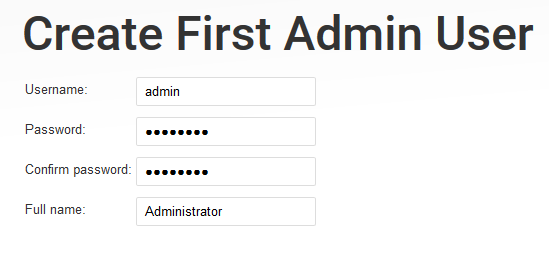 Create First Admin User
Username: admin
Password: ●●●●●●●●
Confirm password: ●●●●●●●●
Full name: Administrator